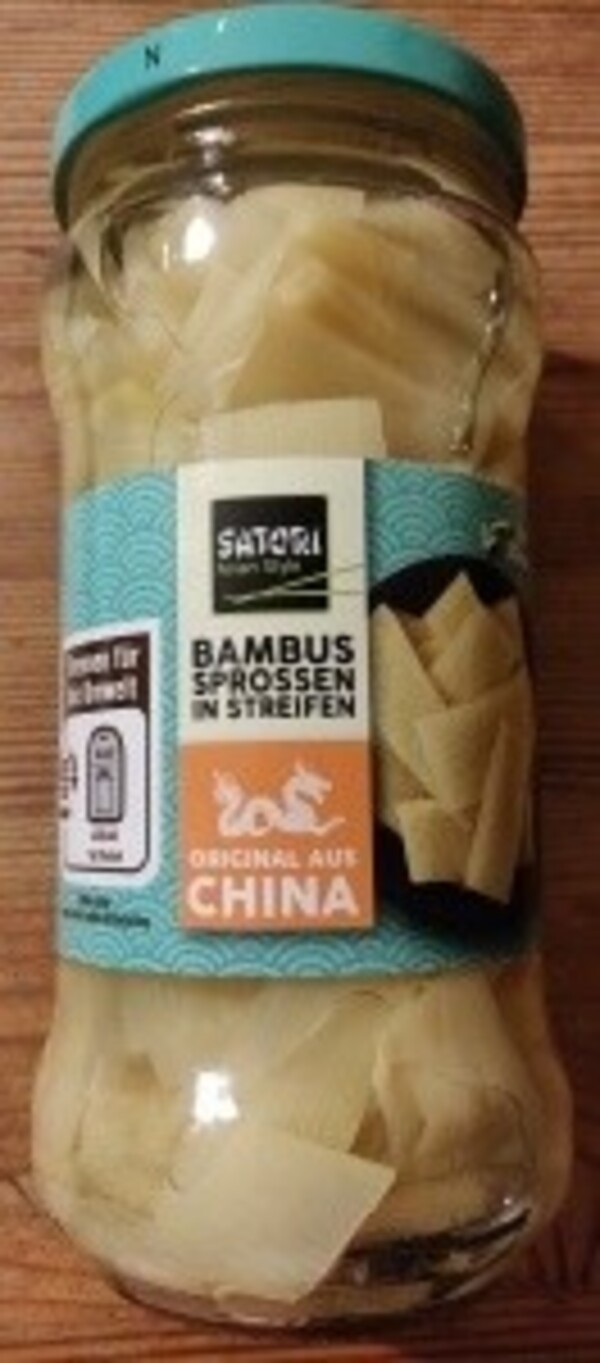 N
SATORI
Asian Style
BAMBUS
SPROSSEN
IN STREIFEN
ORIGINAL AUS
CHINA